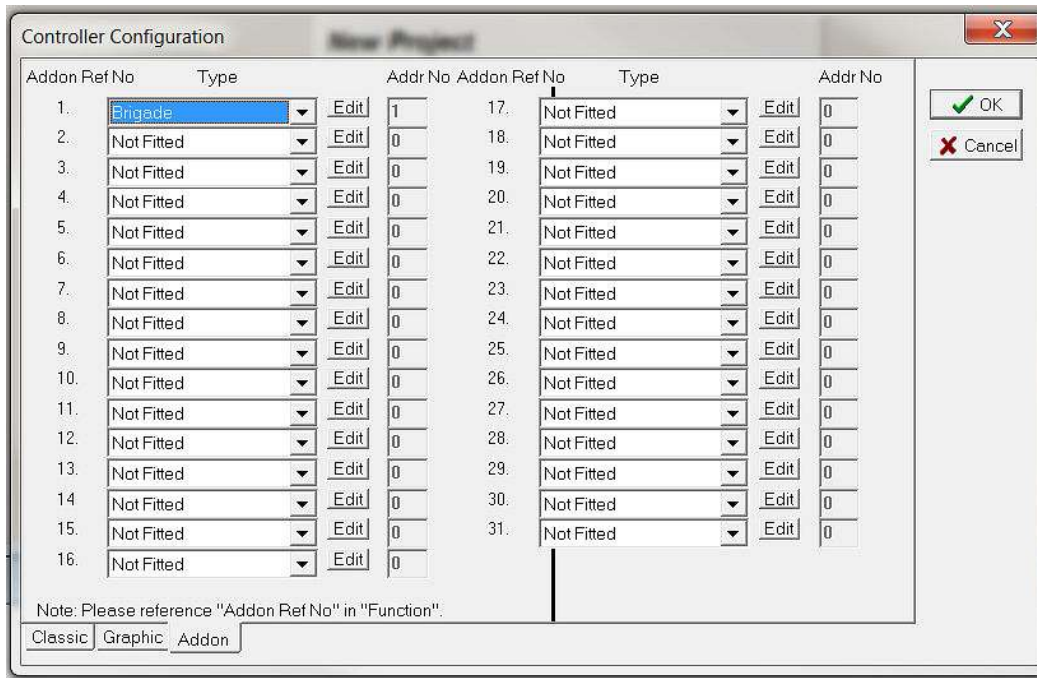 Controller Configuration
New Project
Addon Ref No Type Addr No Addon Ref No Type Addr No
1. Brigade Edit 1 17. Not Fitted Edit 0 OK
2. Not Fitted Edit 0 18. Not Fitted Edit 0 Cancel
3. Not Fitted Edit 0 19. Not Fitted Edit 0
4. Not Fitted Edit 0 20. Not Fitted Edit 0
5. Not Fitted Edit 0 21. Not Fitted Edit 0
6. Not Fitted Edit 0 22. Not Fitted Edit 0
7. Not Fitted Edit 0 23. Not Fitted Edit 0
8. Not Fitted Edit 0 24. Not Fitted Edit 0
9. Not Fitted Edit 0 25. Not Fitted Edit 0
10. Not Fitted Edit 0 26. Not Fitted Edit 0
11. Not Fitted Edit 0 27. Not Fitted Edit 0
12. Not Fitted Edit 0 28. Not Fitted Edit 0
13. Not Fitted Edit 0 29. Not Fitted Edit 0
14 Not Fitted Edit 0 30. Not Fitted Edit 0
15. Not Fitted Edit 0 31. Not Fitted Edit 0
16. Not Fitted Edit 0
Note: Please reference "Addon Ref No" in "Function".
Classic Graphic Addon